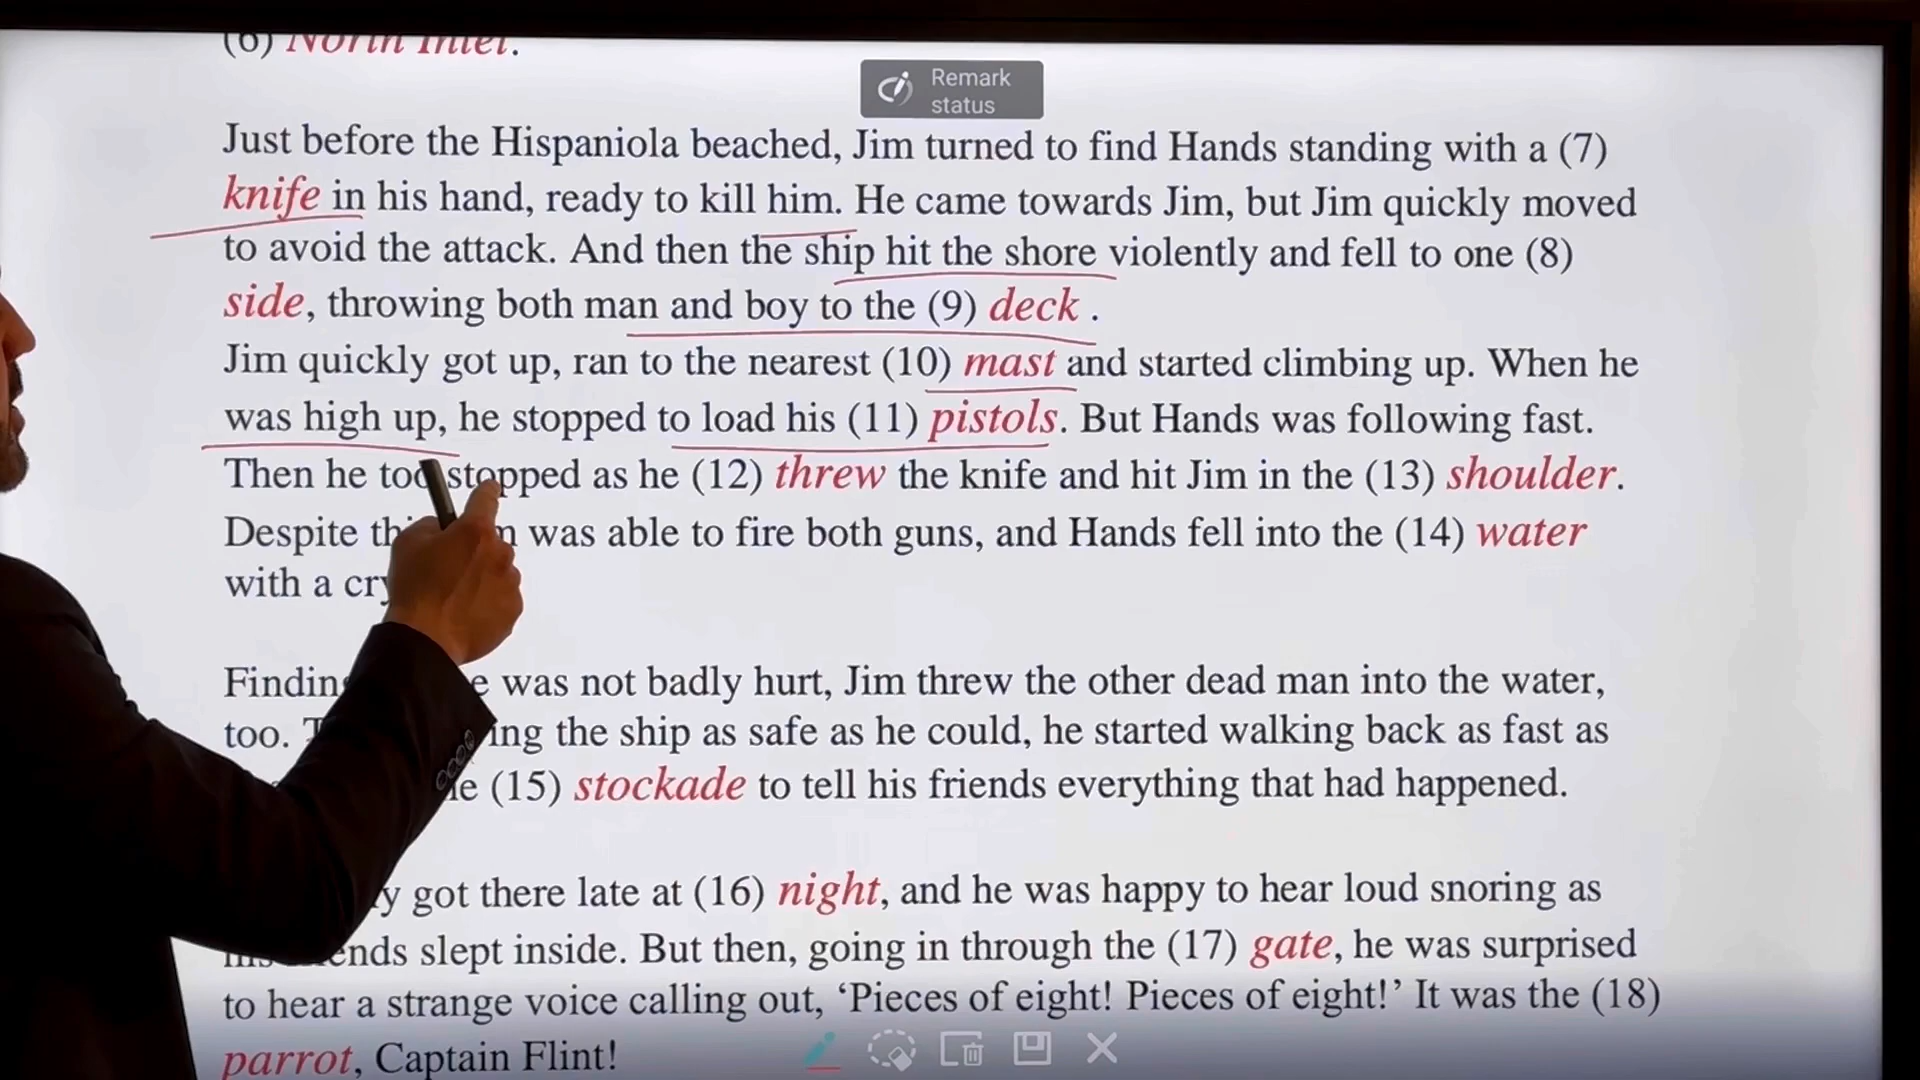 (6) North Inlet.
Remark
status
Just before the Hispaniola beached, Jim turned to find Hands standing with a (7)
knife in his hand, ready to kill him. He came towards Jim, but Jim quickly moved
to avoid the attack. And then the ship hit the shore violently and fell to one (8)
side, throwing both man and boy to the (9) deck .
Jim quickly got up, ran to the nearest (10) mast and started climbing up. When he
was high up, he stopped to load his (11) pistols. But Hands was following fast.
Then he too stopped as he (12) threw the knife and hit Jim in the (13) shoulder.
Despite was able to fire both guns, and Hands fell into the (14) water
with a cry
was not badly hurt, Jim threw the other dead man into the water,
too. the ship as safe as he could, he started walking back as fast as
(15) stockade to tell his friends everything that had happened.
got there late at (16) night, and he was happy to hear loud snoring as
slept inside. But then, going in through the (17) gate, he was surprised
to hear a strange voice calling out, ‘Pieces of eight! Pieces of eight!’ It was the (18)
parrot, Captain Flint!